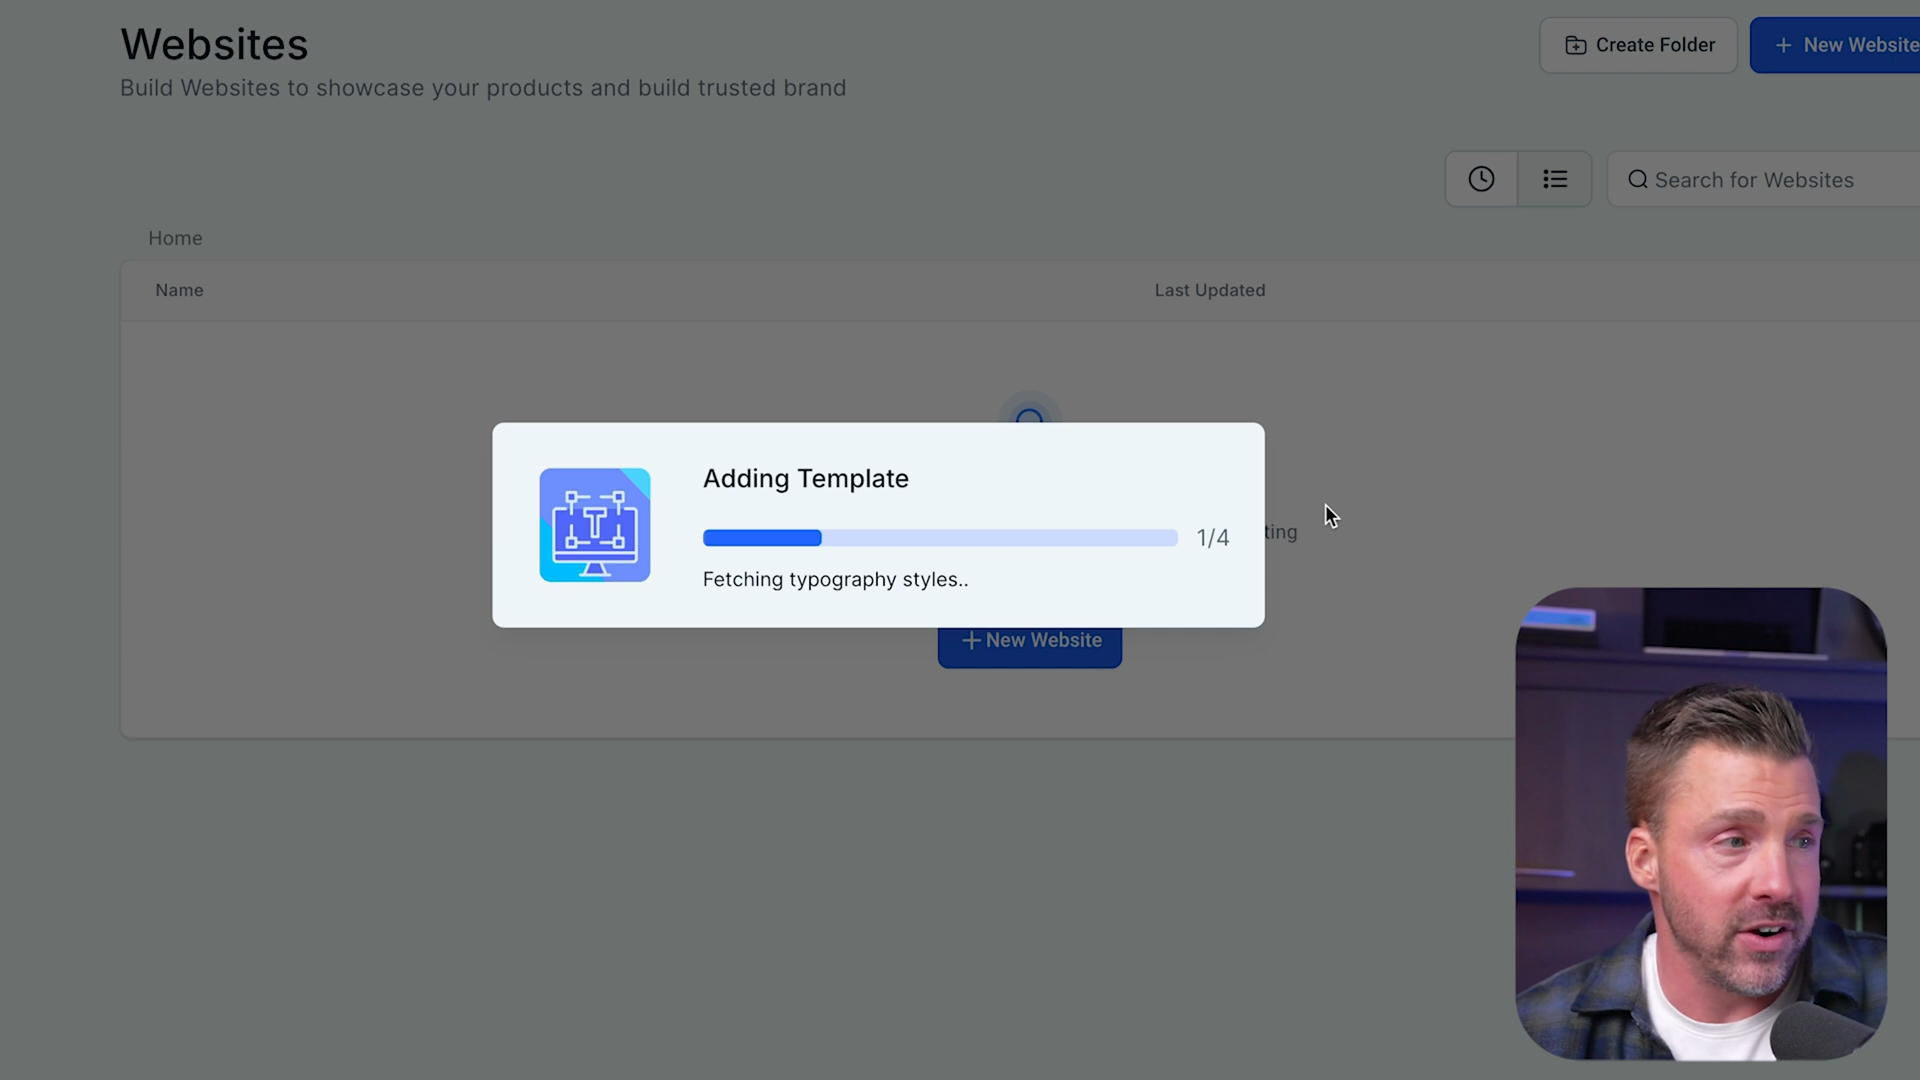 Websites
Create Folder
+ New Website
Build Websites to showcase your products and build trusted brand
Search for Websites
Home
Name
Last Updated
Adding Template
1/4
ting
Fetching typography styles..
+ New Website